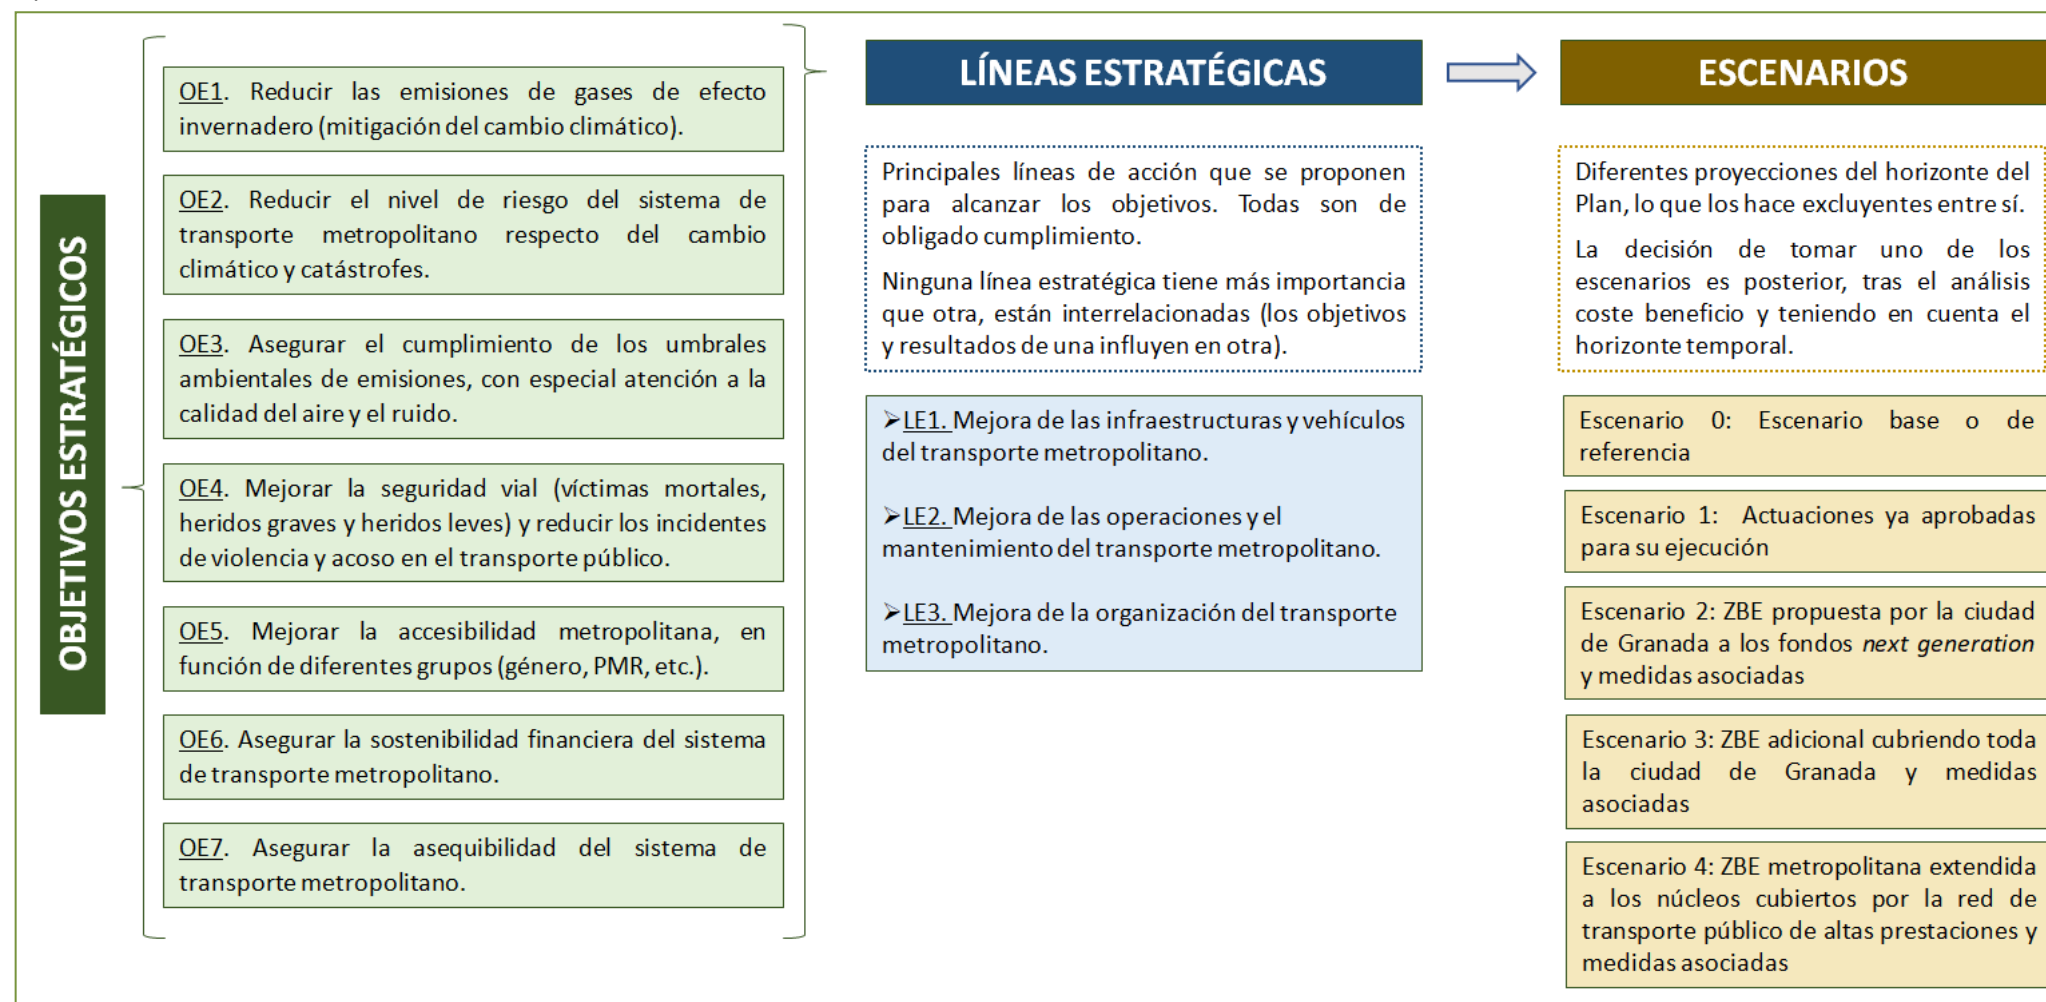 OBJETIVOS ESTRATÉGICOS
OE1. Reducir las emisiones de gases de efecto
invernadero (mitigación del cambio climático).
OE2. Reducir el nivel de riesgo del sistema de
transporte metropolitano respecto del cambio
climático y catástrofes.
OE3. Asegurar el cumplimiento de los umbrales
ambientales de emisiones, con especial atención a la
calidad del aire y el ruido.
OE4. Mejorar la seguridad vial (víctimas mortales,
heridos graves y heridos leves) y reducir los incidentes
de violencia y acoso en el transporte público.
OE5. Mejorar la accesibilidad metropolitana, en
función de diferentes grupos (género, PMR, etc.).
OE6. Asegurar la sostenibilidad financiera del sistema
de transporte metropolitano.
OE7. Asegurar la asequibilidad del sistema de
transporte metropolitano.
LÍNEAS ESTRATÉGICAS
Principales líneas de acción que se proponen
para alcanzar los objetivos. Todas son de
obligado cumplimiento.
Ninguna línea estratégica tiene más importancia
que otra, están interrelacionadas (los objetivos
y resultados de una influyen en otra).
➢LE1. Mejora de las infraestructuras y vehículos
del transporte metropolitano.
➢LE2. Mejora de las operaciones y el
mantenimiento del transporte metropolitano.
➢LE3. Mejora de la organización del transporte
metropolitano.
ESCENARIOS
Diferentes proyecciones del horizonte del
Plan, lo que los hace excluyentes entre sí.
La decisión de tomar uno de los
escenarios es posterior, tras el análisis
coste beneficio y teniendo en cuenta el
horizonte temporal.
Escenario 0: Escenario base o de
referencia
Escenario 1: Actuaciones ya aprobadas
para su ejecución
Escenario 2: ZBE propuesta por la ciudad
de Granada a los fondos next generation
y medidas asociadas
Escenario 3: ZBE adicional cubriendo toda
la ciudad de Granada y medidas
asociadas
Escenario 4: ZBE metropolitana extendida
a los núcleos cubiertos por la red de
transporte público de altas prestaciones y
medidas asociadas